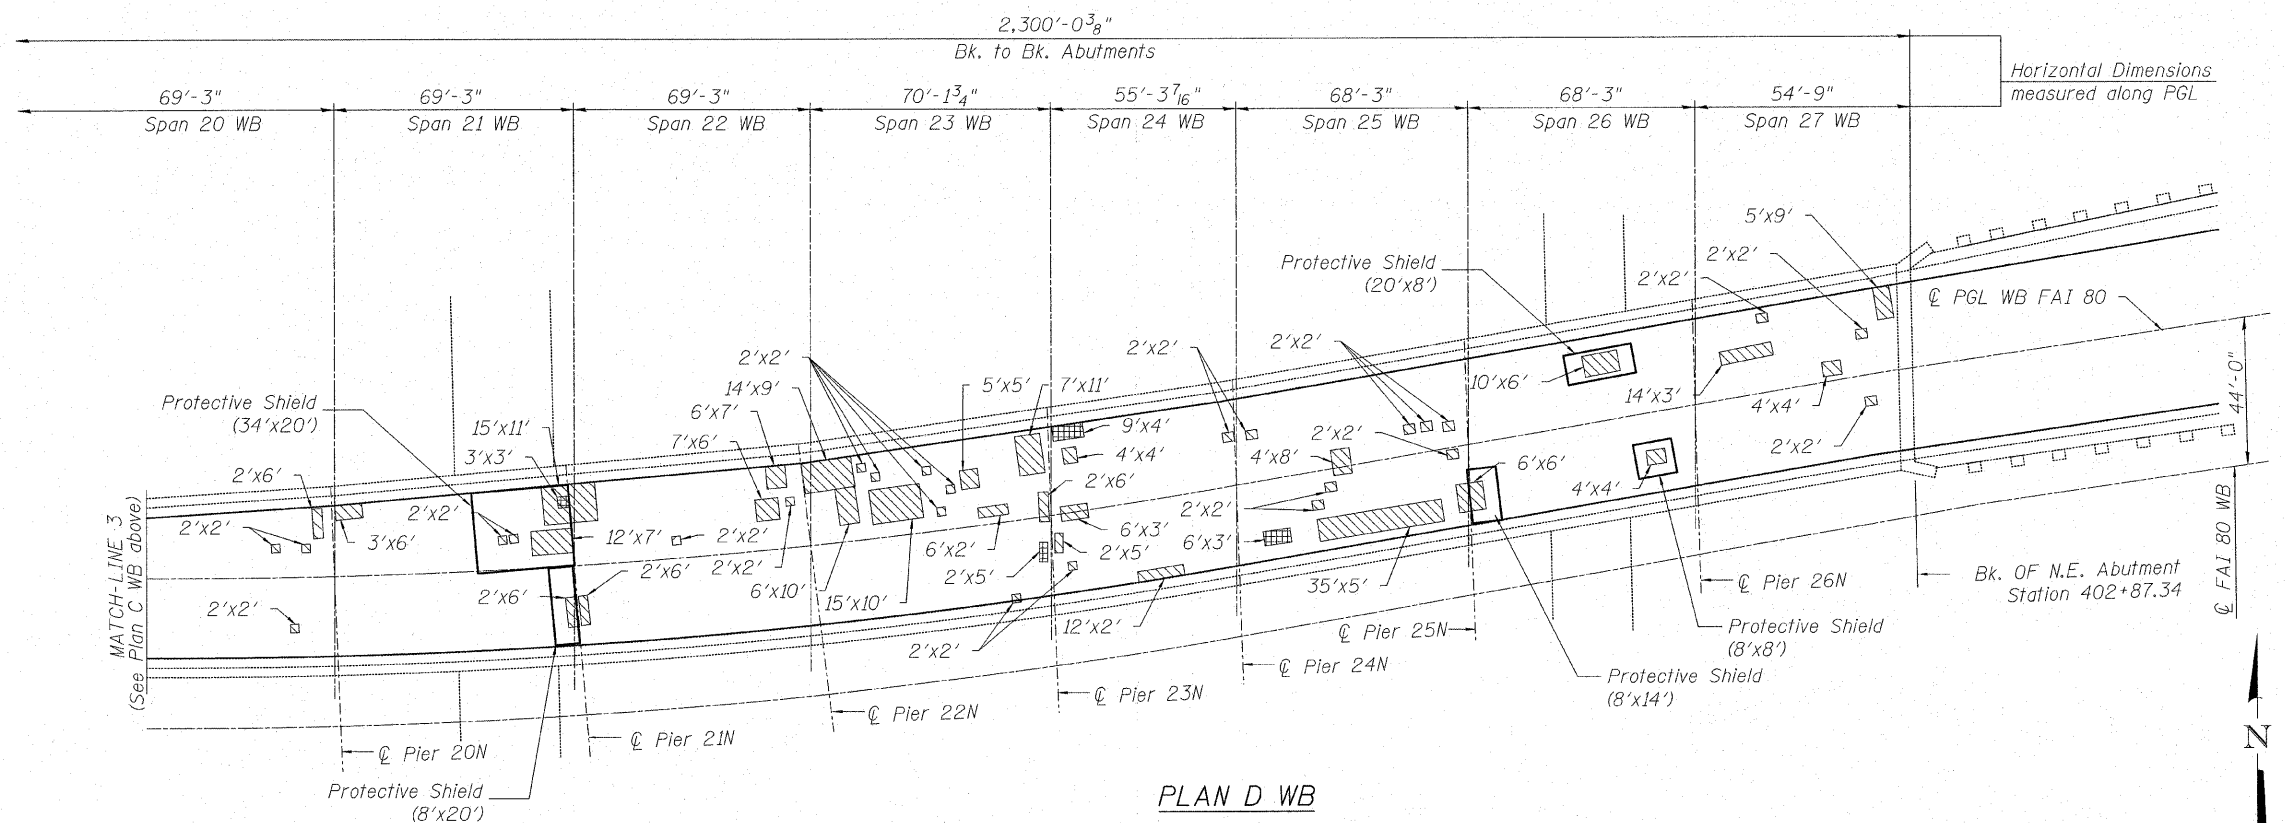 2,300'-0 3/8"
Bk. to Bk. Abutments
Horizontal Dimensions
measured along PGL
69'-3"
Span 20 WB
69'-3"
Span 21 WB
69'-3"
Span 22 WB
70'-1 3/4"
Span 23 WB
55'-3 7/16"
Span 24 WB
68'-3"
Span 25 WB
68'-3"
Span 26 WB
54'-9"
Span 27 WB
5'x9'
2'x2'
2'x2'
℄ PGL WB FAI 80
Protective Shield
(20'x8')
2'x2'
2'x2'
2'x2'
14'x9'
5'x5'
7'x11'
10'x6'
14'x3'
4'x4'
44'-0"
Protective Shield
(34'x20')
6'x7'
15'x11'
9'x4'
2'x2'
2'x2'
7'x6'
3'x3'
4'x4'
4'x8'
6'x6'
2'x6'
2'x6'
4'x4'
2'x2'
2'x2'
3'x6'
12'x7'
2'x2'
2'x2'
6'x2'
6'x3'
2'x5'
2'x2'
6'x3'
2'x6'
2'x6'
6'x10'
15'x10'
2'x5'
35'x5'
2'x2'
12'x2'
2'x2'
MATCH-LINE 3
(See Plan C WB above)
℄ Pier 26N
Bk. OF N.E. Abutment
Station 402+87.34
℄ FAI 80 WB
℄ Pier 25N
Protective Shield
(8'x8')
℄ Pier 24N
Protective Shield
(8'x14')
℄ Pier 23N
℄ Pier 22N
℄ Pier 21N
℄ Pier 20N
Protective Shield
(8'x20')
PLAN D WB
N